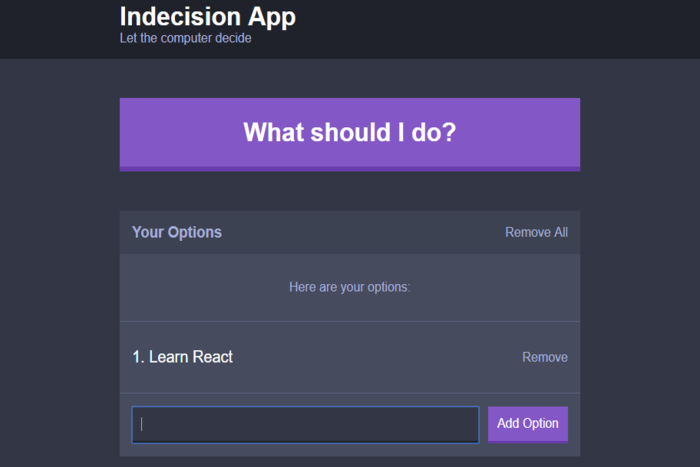 Indecision App
Let the computer decide
What should I do?
Your Options
Remove All
Here are your options:
1. Learn React
Remove
Add Option